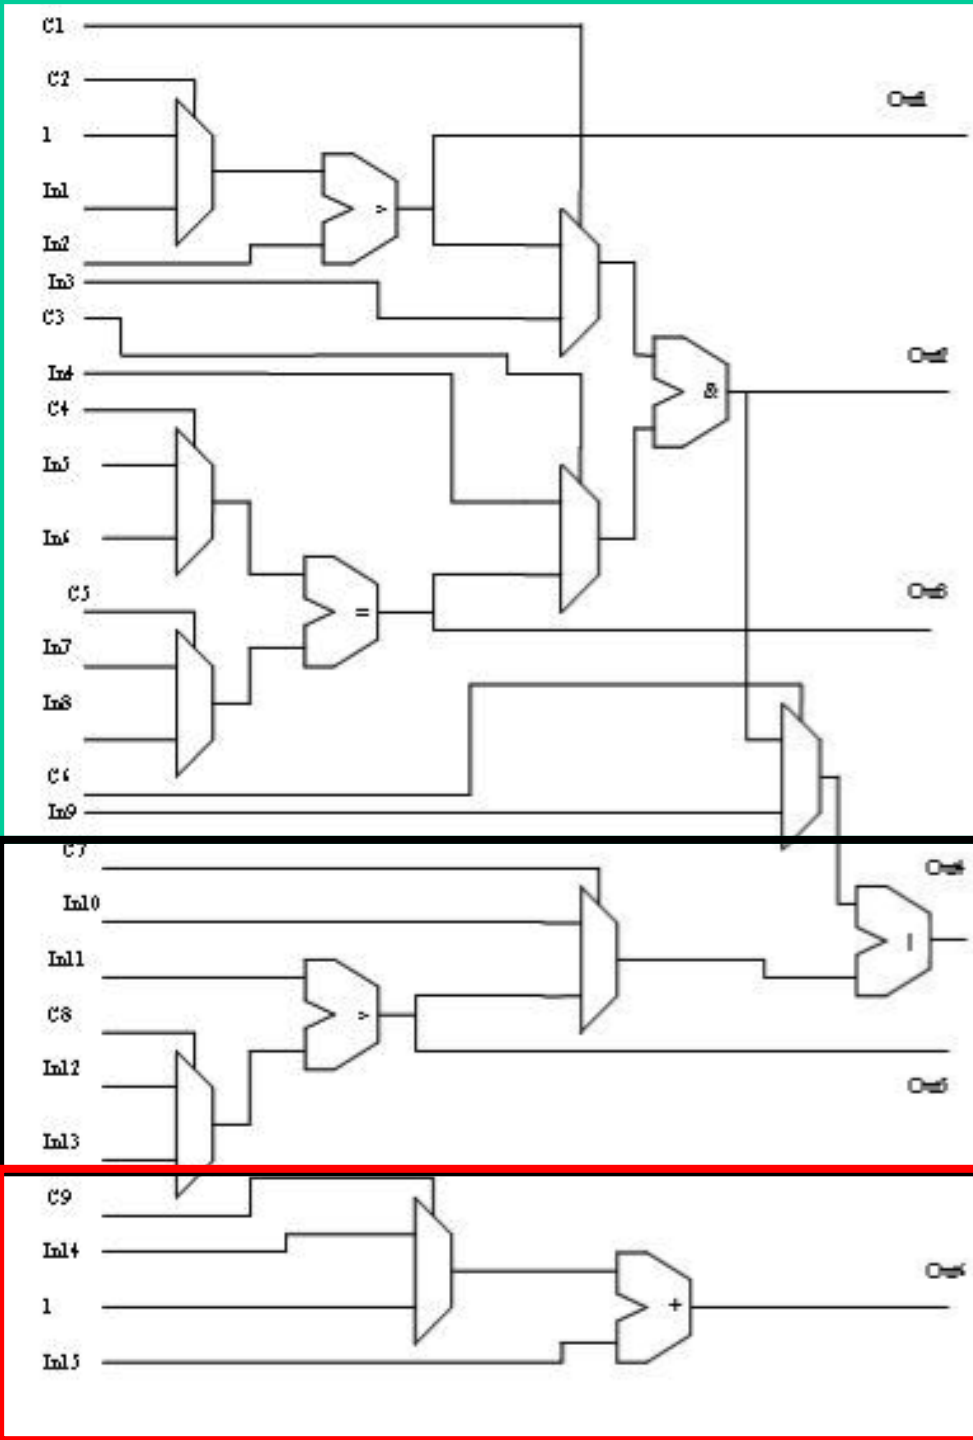 C1
C2
Out1
1
In1
v
In2
In3
C3
Out2
In4
&
C4
In5
In6
C5
Out3
=
In7
In8
C6
In9
C7
Out4
In10
—
In11
v
C8
In12
Out5
In13
C9
In14
Out6
1
+
In15